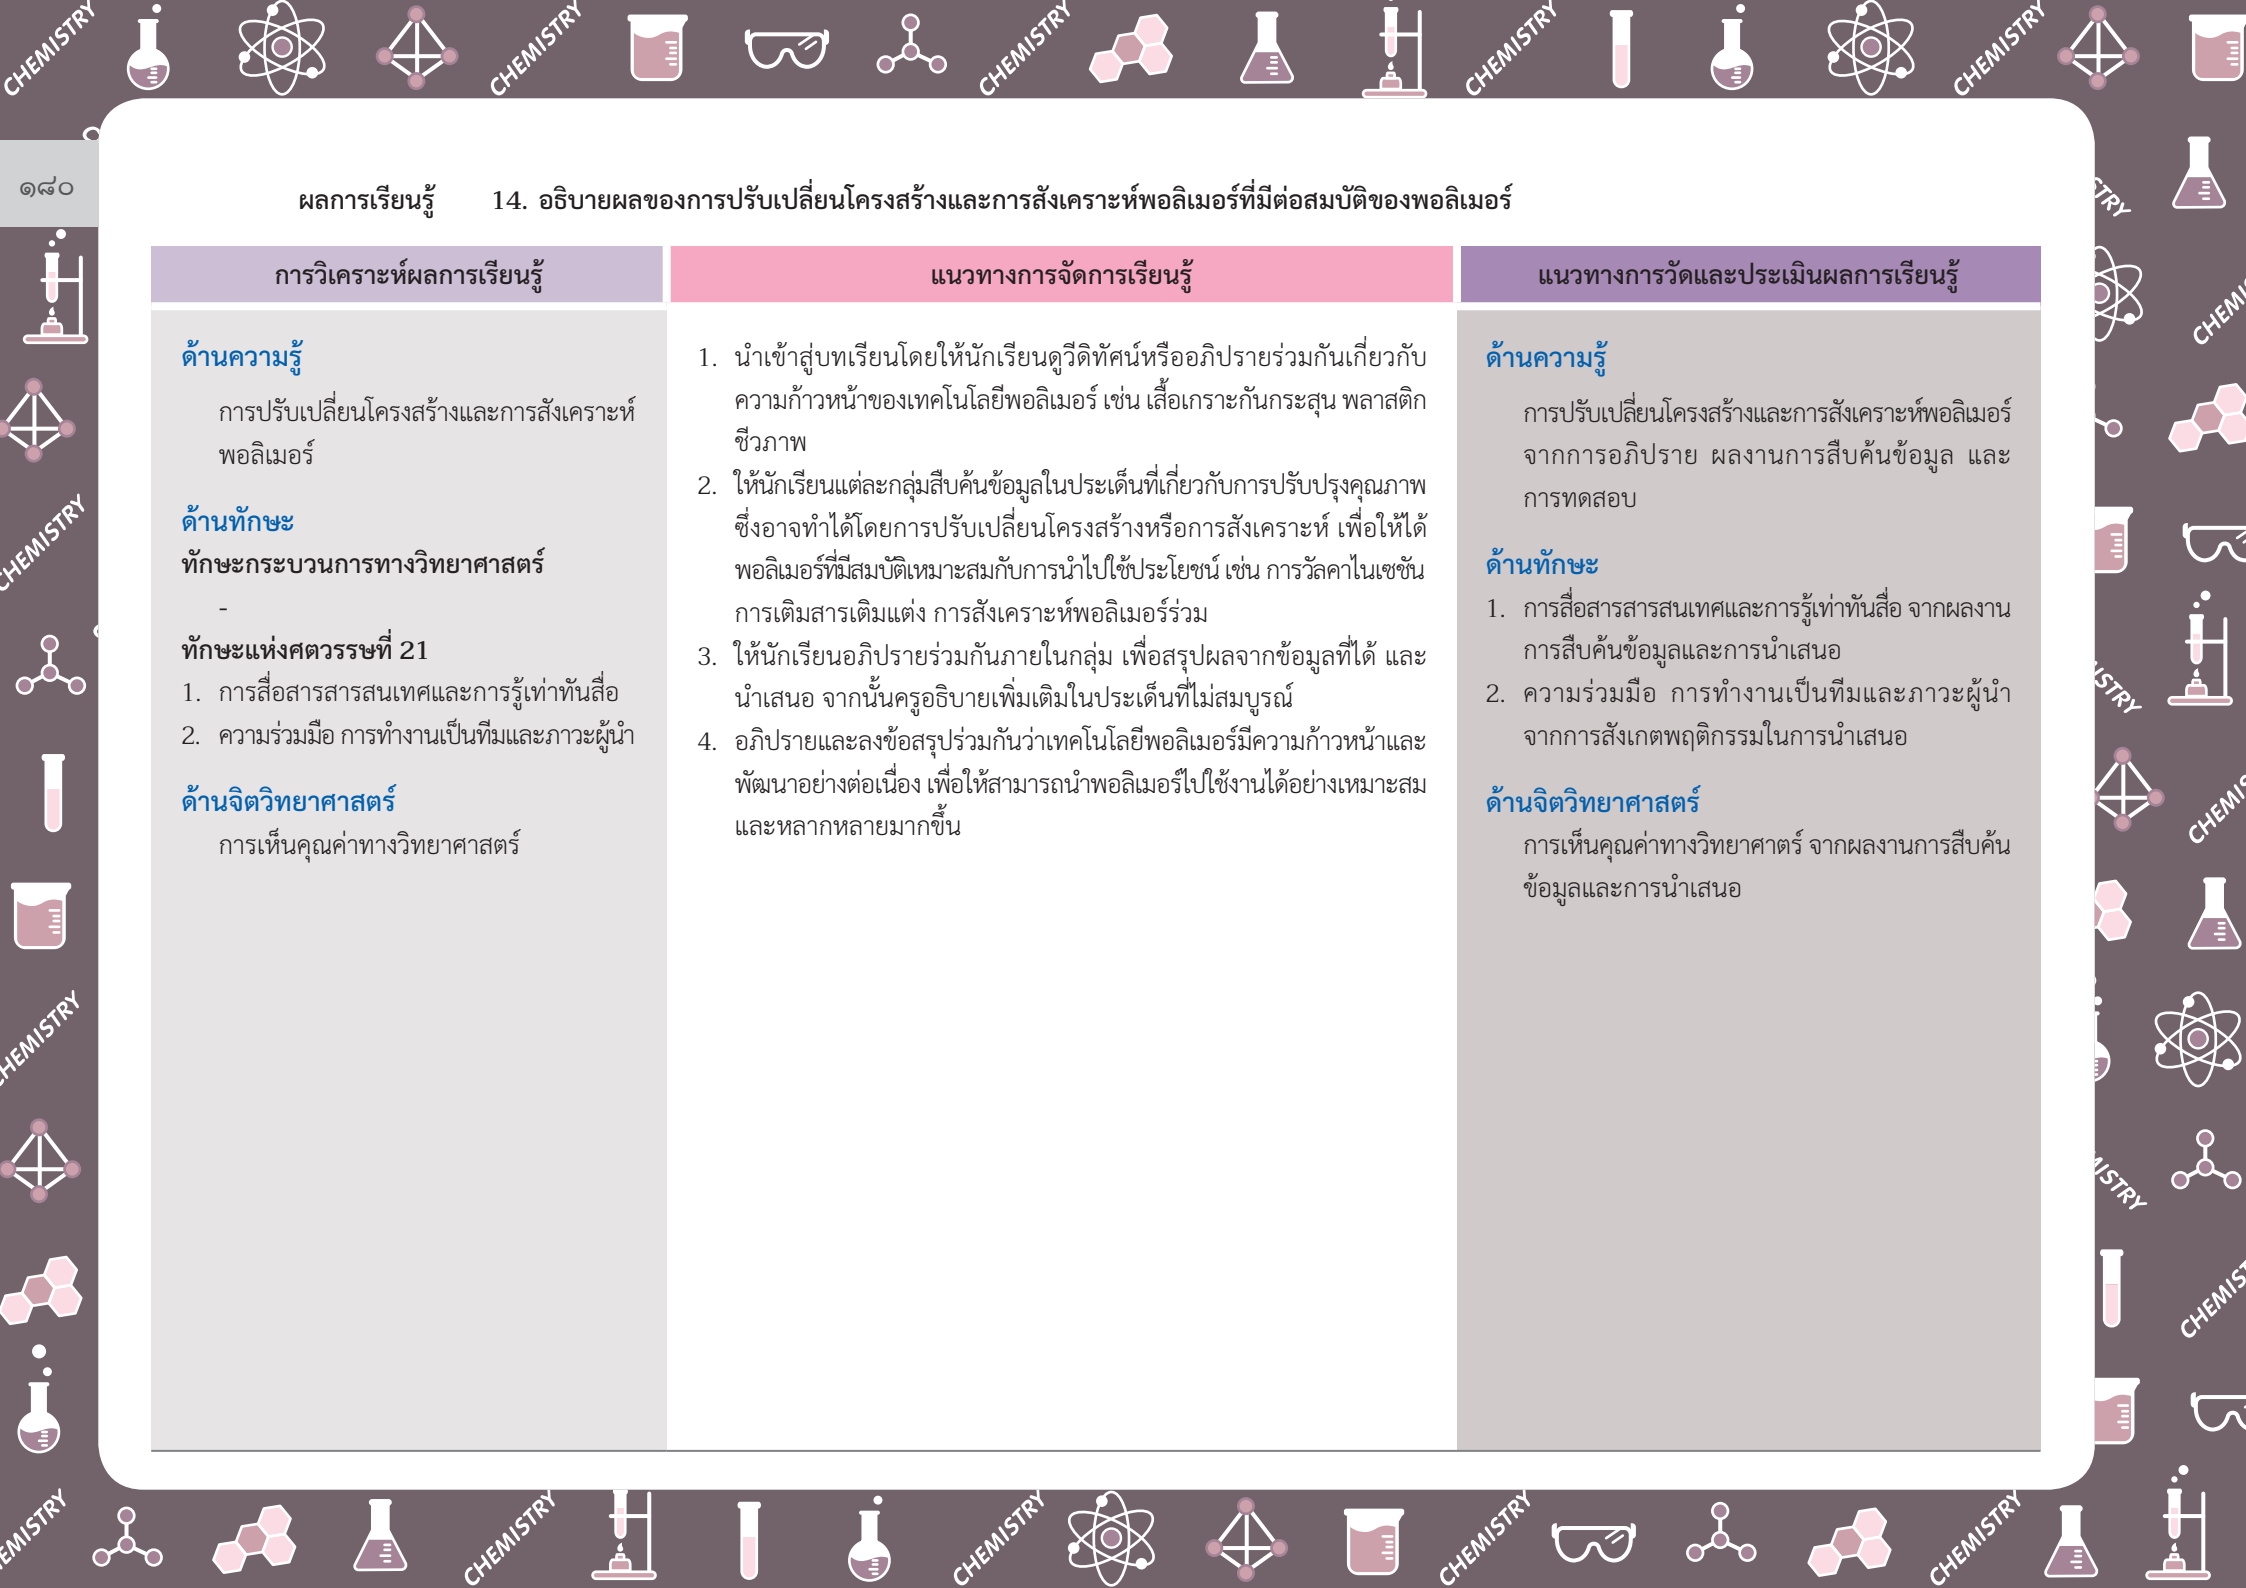 CHEMISTRY CHEMISTRY CHEMISTRY CHEMISTRY CHEMISTRY
๑๘๐
ผลการเรียนรู้ 14. อธิบายผลของการปรับเปลี่ยนโครงสร้างและการสังเคราะห์พอลิเมอร์ที่มีต่อสมบัติของพอลิเมอร์
การวิเคราะห์ผลการเรียนรู้
ด้านความรู้
การปรับเปลี่ยนโครงสร้างและการสังเคราะห์
พอลิเมอร์
ด้านทักษะ
ทักษะกระบวนการทางวิทยาศาสตร์
-
ทักษะแห่งศตวรรษที่ 21
1. การสื่อสารสารสนเทศและการรู้เท่าทันสื่อ
2. ความร่วมมือ การทำงานเป็นทีมและภาวะผู้นำ
ด้านจิตวิทยาศาสตร์
การเห็นคุณค่าทางวิทยาศาสตร์
แนวทางการจัดการเรียนรู้
1. นำเข้าสู่บทเรียนโดยให้นักเรียนดูวีดิทัศน์หรืออภิปรายร่วมกันเกี่ยวกับ
ความก้าวหน้าของเทคโนโลยีพอลิเมอร์ เช่น เสื้อเกราะกันกระสุน พลาสติก
ชีวภาพ
2. ให้นักเรียนแต่ละกลุ่มสืบค้นข้อมูลในประเด็นที่เกี่ยวกับการปรับปรุงคุณภาพ
ซึ่งอาจทำได้โดยการปรับเปลี่ยนโครงสร้างหรือการสังเคราะห์ เพื่อให้ได้
พอลิเมอร์ที่มีสมบัติเหมาะสมกับการนำไปใช้ประโยชน์ เช่น การวัลคาไนเซชัน
การเติมสารเติมแต่ง การสังเคราะห์พอลิเมอร์ร่วม
3. ให้นักเรียนอภิปรายร่วมกันภายในกลุ่ม เพื่อสรุปผลจากข้อมูลที่ได้ และ
นำเสนอ จากนั้นครูอธิบายเพิ่มเติมในประเด็นที่ไม่สมบูรณ์
4. อภิปรายและลงข้อสรุปร่วมกันว่าเทคโนโลยีพอลิเมอร์มีความก้าวหน้าและ
พัฒนาอย่างต่อเนื่อง เพื่อให้สามารถนำพอลิเมอร์ไปใช้งานได้อย่างเหมาะสม
และหลากหลายมากขึ้น
แนวทางการวัดและประเมินผลการเรียนรู้
ด้านความรู้
การปรับเปลี่ยนโครงสร้างและการสังเคราะห์พอลิเมอร์
จากการอภิปราย ผลงานการสืบค้นข้อมูล และ
การทดสอบ
ด้านทักษะ
1. การสื่อสารสารสนเทศและการรู้เท่าทันสื่อ จากผลงาน
การสืบค้นข้อมูลและการนำเสนอ
2. ความร่วมมือ การทำงานเป็นทีมและภาวะผู้นำ
จากการสังเกตพฤติกรรมในการนำเสนอ
ด้านจิตวิทยาศาสตร์
การเห็นคุณค่าทางวิทยาศาตร์ จากผลงานการสืบค้น
ข้อมูลและการนำเสนอ
CHEMISTRY CHEMISTRY CHEMISTRY CHEMISTRY